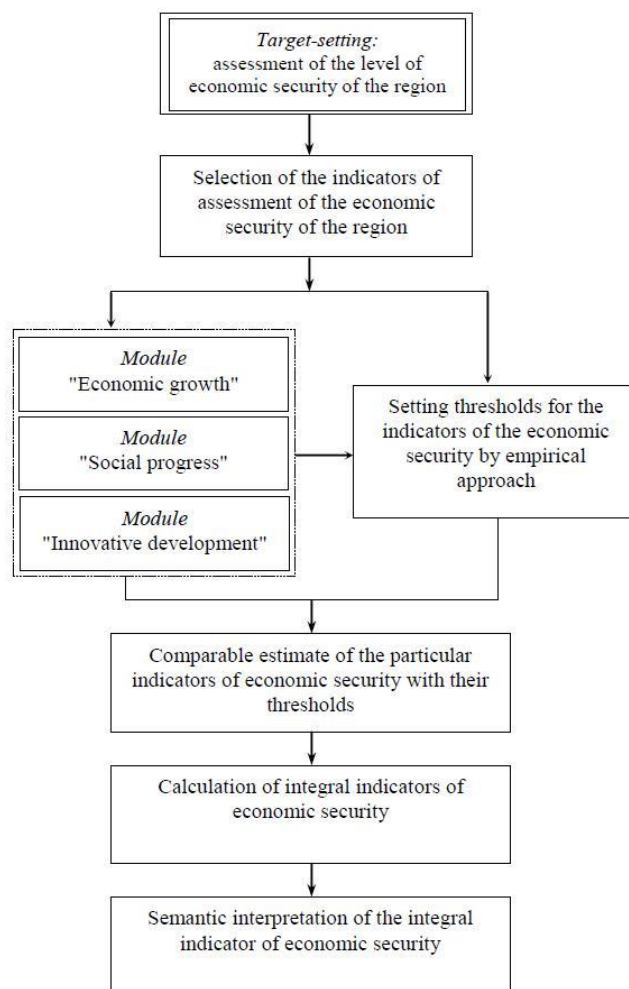 Target-setting:
assessment of the level of
economic security of the region
Selection of the indicators of
assessment of the economic
security of the region
Module
"Economic growth"
Module
"Social progress"
Module
"Innovative development"
Setting thresholds for the
indicators of the economic
security by empirical
approach
Comparable estimate of the particular
indicators of economic security with their
thresholds
Calculation of integral indicators of
economic security
Semantic interpretation of the integral
indicator of economic security